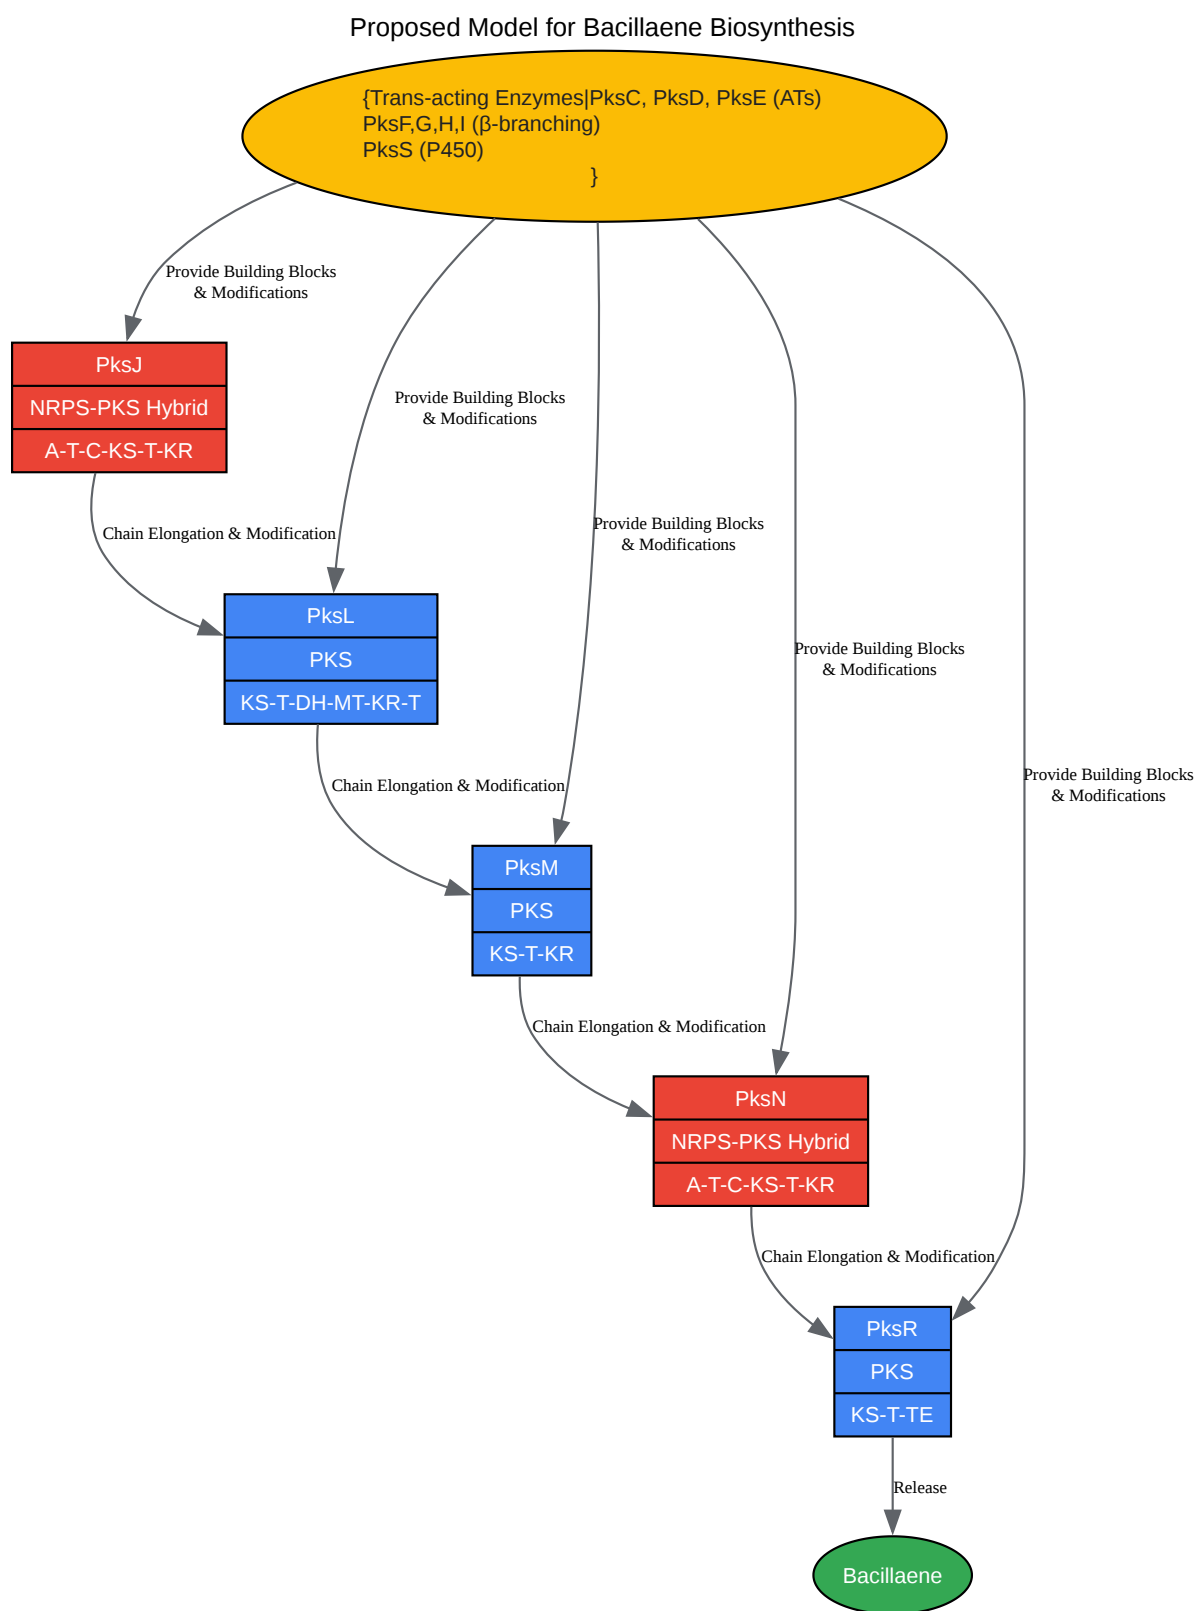 Proposed Model for Bacillaene Biosynthesis
{Trans-acting Enzymes|PksC, PksD, PksE (ATs)
PksF,G,H,I (β-branching)
PksS (P450)
}
Provide Building Blocks
& Modifications
PksJ
NRPS-PKS Hybrid
A-T-C-KS-T-KR
Provide Building Blocks
& Modifications
Chain Elongation & Modification
Provide Building Blocks
& Modifications
PksL
PKS
KS-T-DH-MT-KR-T
Provide Building Blocks
& Modifications
Chain Elongation & Modification
Provide Building Blocks
& Modifications
PksM
PKS
KS-T-KR
Chain Elongation & Modification
PksN
NRPS-PKS Hybrid
A-T-C-KS-T-KR
Chain Elongation & Modification
PksR
PKS
KS-T-TE
Release
Bacillaene